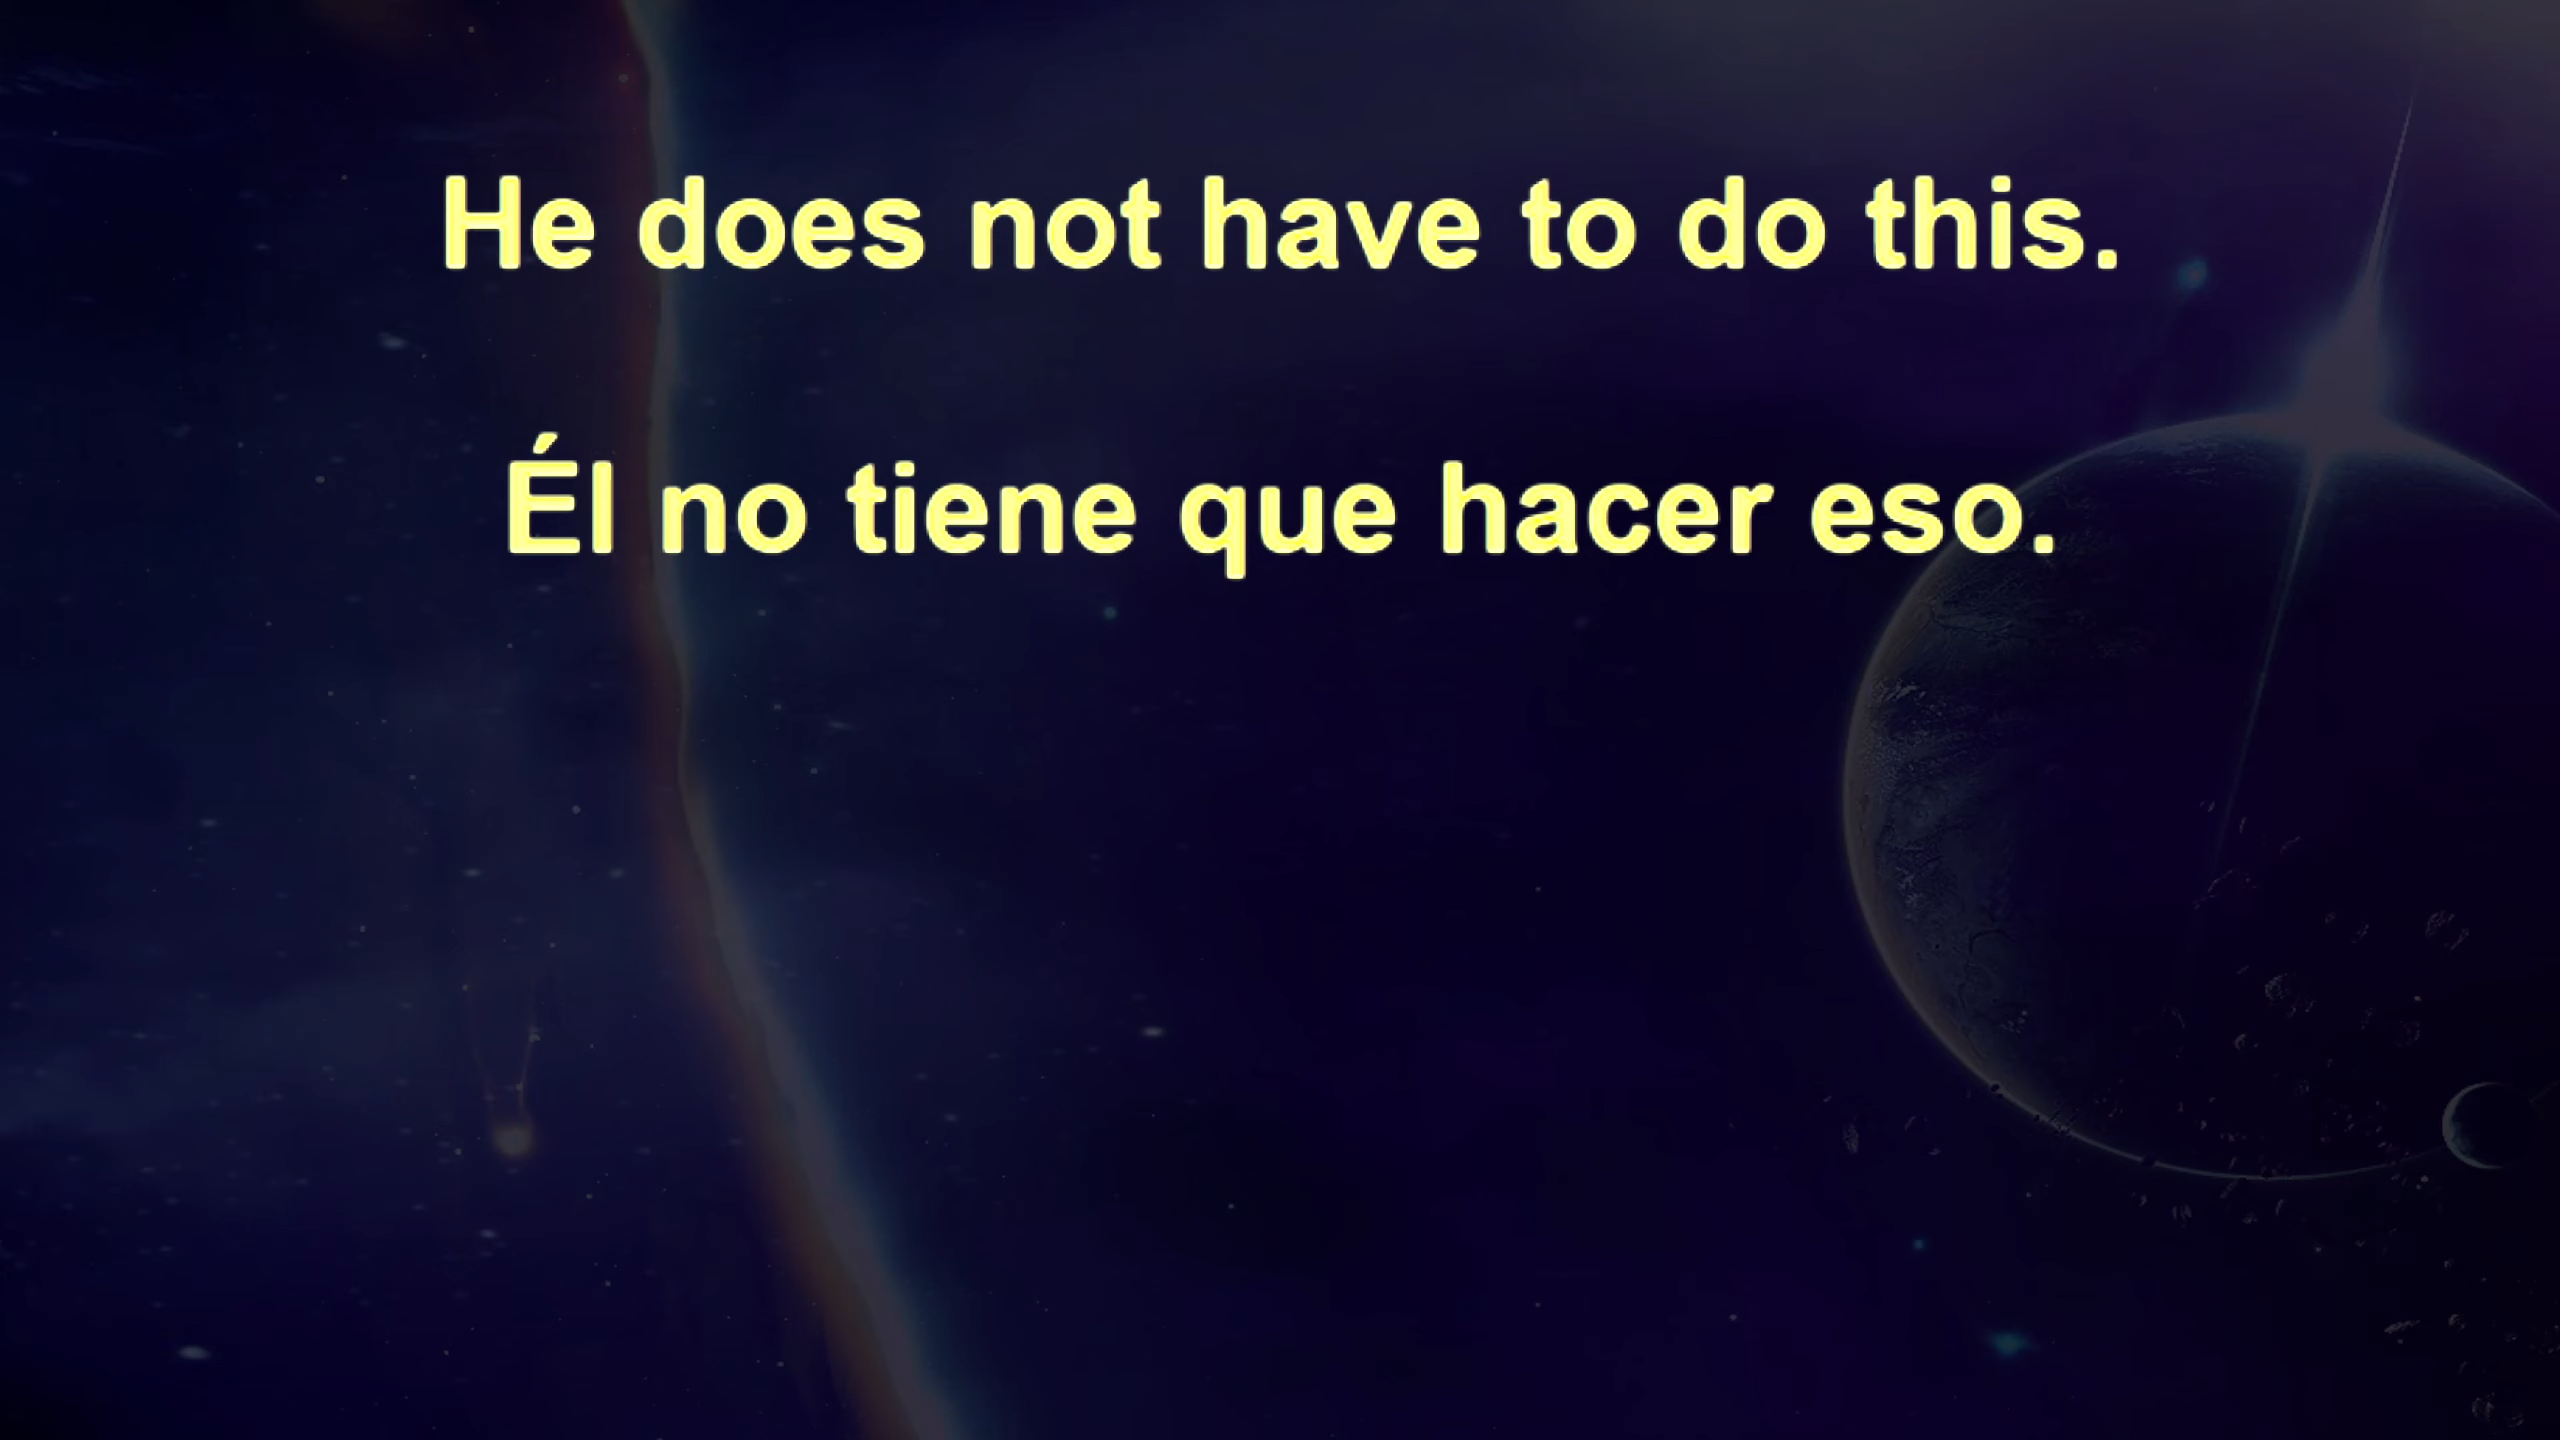 He does not have to do this.
Él no tiene que hacer eso.